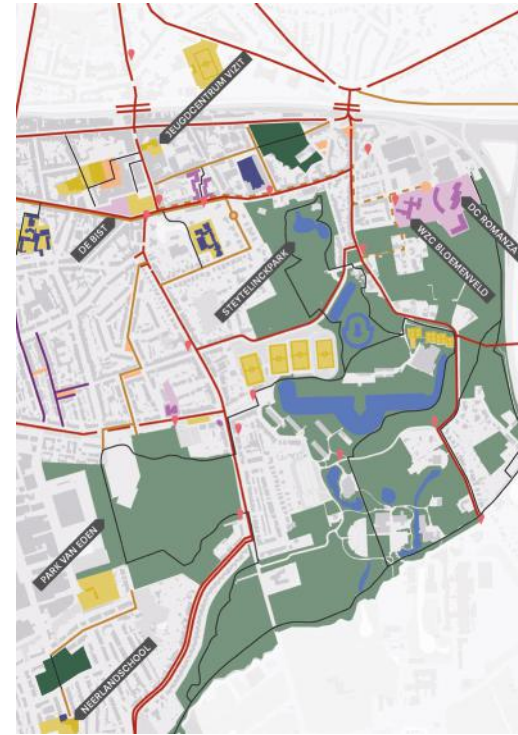 JEUGDCENTRUM VIZIT
DE BIST
STEYTELINCKPARK
DC ROMANZA
WZC BLOEMENVELD
PARK VAN EDEN
NEERLANDSCHOOL